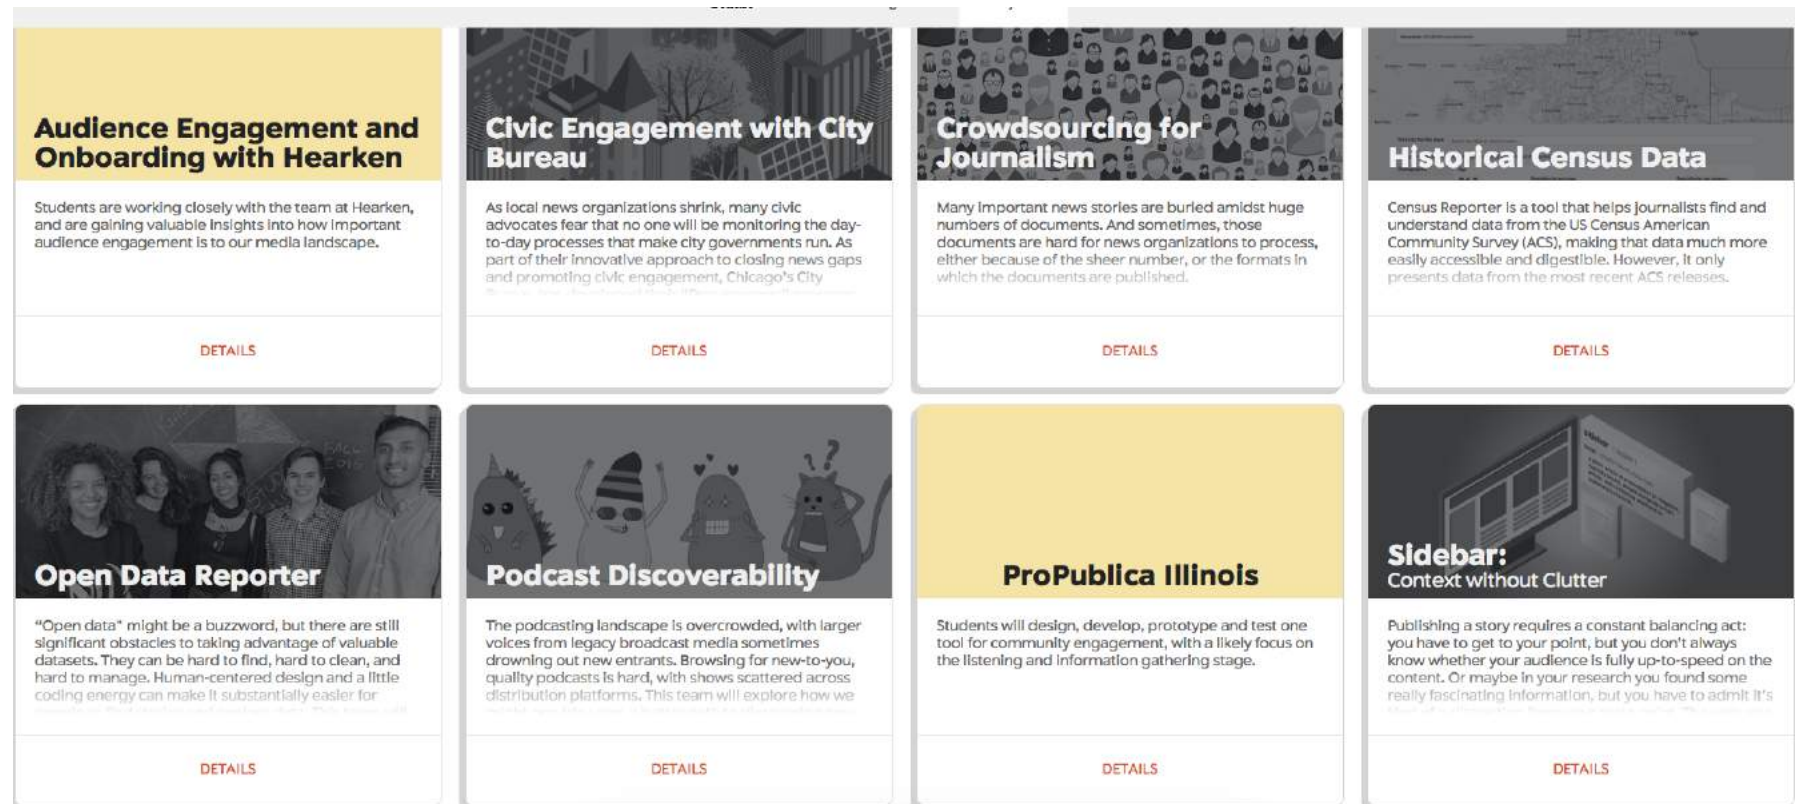 Audience Engagement and
Onboarding with Hearken
Students are working closely with the team at Hearken,
and are gaining valuable insights into how important
audience engagement is to our media landscape.
DETAILS
Civic Engagement with City
Bureau
As local news organizations shrink, many civic
advocates fear that no one will be monitoring the day-
to-day processes that make city governments run. As
part of their innovative approach to closing news gaps
and promoting civic engagement, Chicago's City
DETAILS
Crowdsourcing for
Journalism
Many important news stories are buried amidst huge
numbers of documents. And sometimes, those
documents are hard for news organizations to process,
either because of the sheer number, or the formats in
which the documents are published.
DETAILS
Historical Census Data
Census Reporter is a tool that helps journalists find and
understand data from the US Census American
Community Survey (ACS), making that data much more
easily accessible and digestible. However, it only
presents data from the most recent ACS releases.
DETAILS
Open Data Reporter
"Open data" might be a buzzword, but there are still
significant obstacles to taking advantage of valuable
datasets. They can be hard to find, hard to clean, and
hard to manage. Human-centered design and a little
coding energy can make it substantially easier for
DETAILS
Podcast Discoverability
The podcasting landscape is overcrowded, with larger
voices from legacy broadcast media sometimes
drowning out new entrants. Browsing for new-to-you,
quality podcasts is hard, with shows scattered across
distribution platforms. This team will explore how we
DETAILS
ProPublica Illinois
Students will design, develop, prototype and test one
tool for community engagement, with a likely focus on
the listening and information gathering stage.
DETAILS
Sidebar:
Context without Clutter
Publishing a story requires a constant balancing act:
you have to get to your point, but you don't always
know whether your audience is fully up-to-speed on the
content. Or maybe in your research you found some
really fascinating information, but you have to admit it's
DETAILS